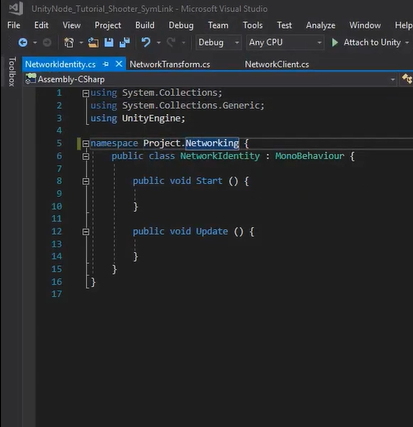 UnityNode_Tutorial_Shooter_SymLink - Microsoft Visual Studio
File Edit View Project Build Debug Team Tools Test Analyze Window Help
Debug Any CPU Attach to Unity
Toolbox
NetworkIdentity.cs NetworkTransform.cs NetworkClient.cs
Assembly-CSharp
1 using System.Collections;
2 using System.Collections.Generic;
3 using UnityEngine;
4
5 namespace Project.Networking {
6 public class NetworkIdentity : MonoBehaviour {
7
8 public void Start () {
9
10 }
11
12 public void Update () {
13
14 }
15 }
16 }
17